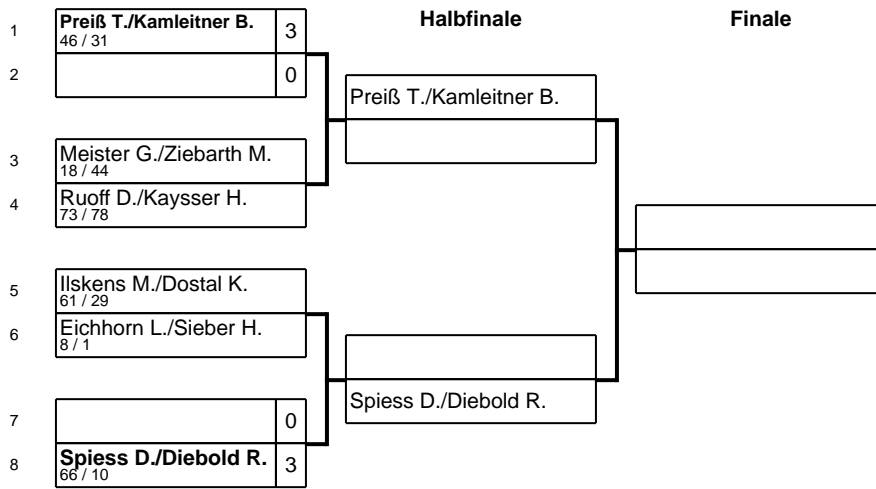 Halbfinale
Finale
1 Preiß T./Kamleitner B. 3
46 / 31
2 0
Preiß T./Kamleitner B.
3 Meister G./Ziebarth M.
18 / 44
4 Ruoff D./Kaysser H.
73 / 78
5 Ilskens M./Dostal K.
61 / 29
6 Eichhorn L./Sieber H.
8 / 1
Spiess D./Diebold R.
7 0
8 Spiess D./Diebold R. 3
66 / 10